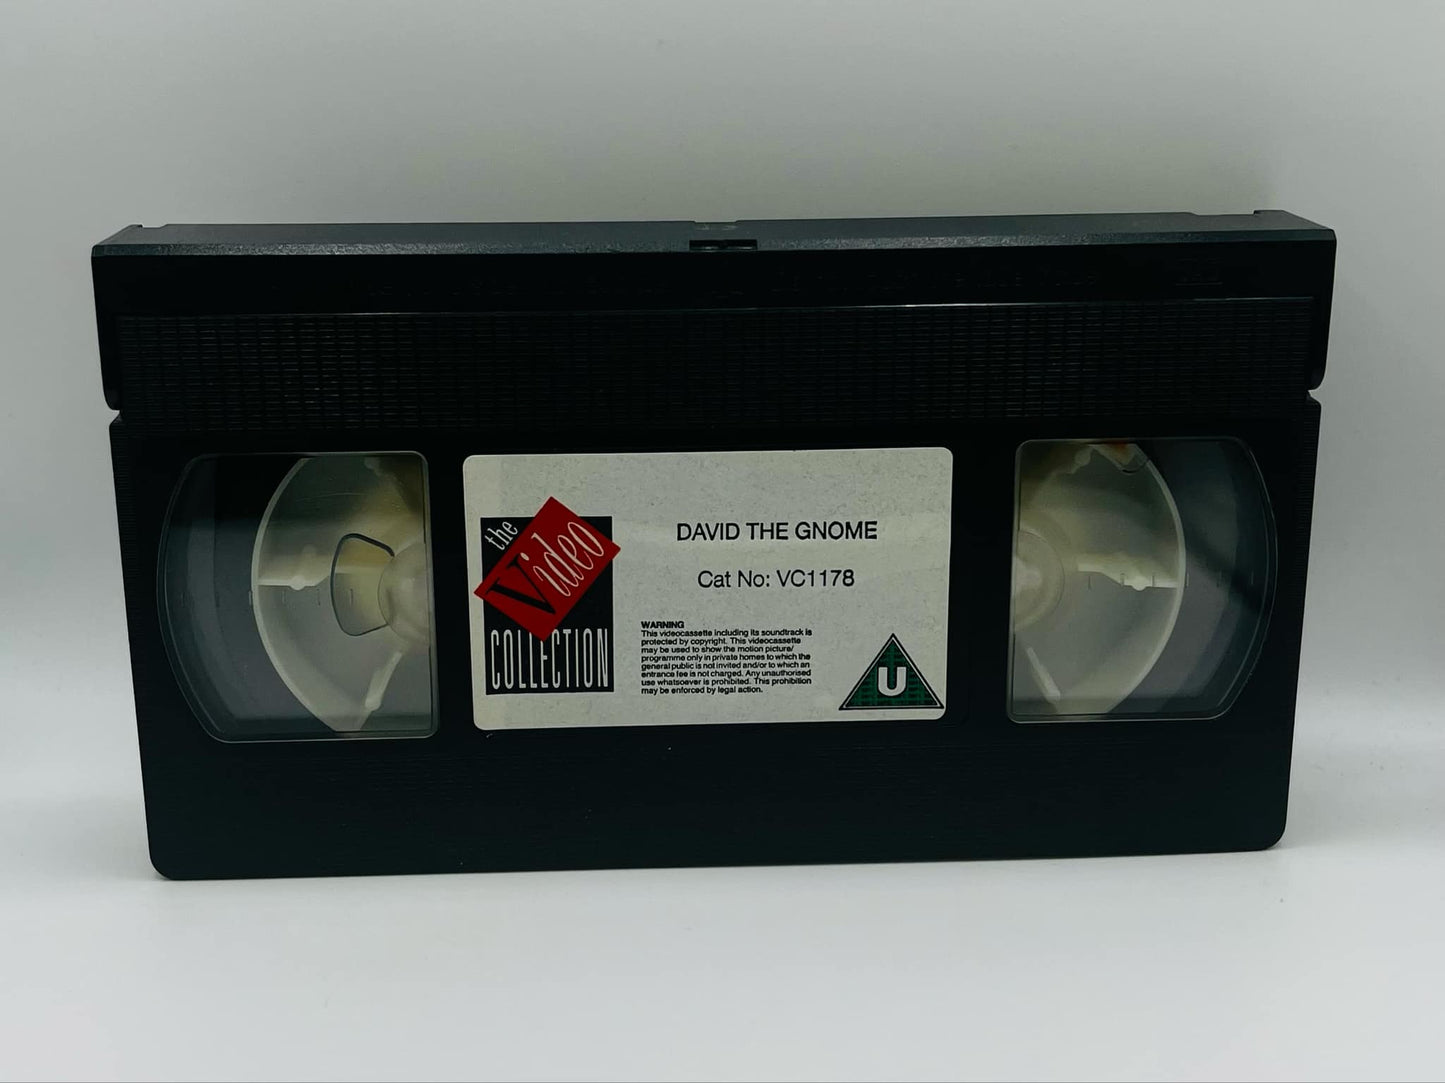 the
Video
COLLECTION
DAVID THE GNOME
Cat No: VC1178
WARNING
This videocassette including its soundtrack is
protected by copyright. This videocassette
may be used to show the motion picture/
programme only in private homes to which the
general public is not invited and/or to which an
entrance fee is not charged. Any unauthorised
use whatsoever is prohibited. This prohibition
may be enforced by legal action.
U